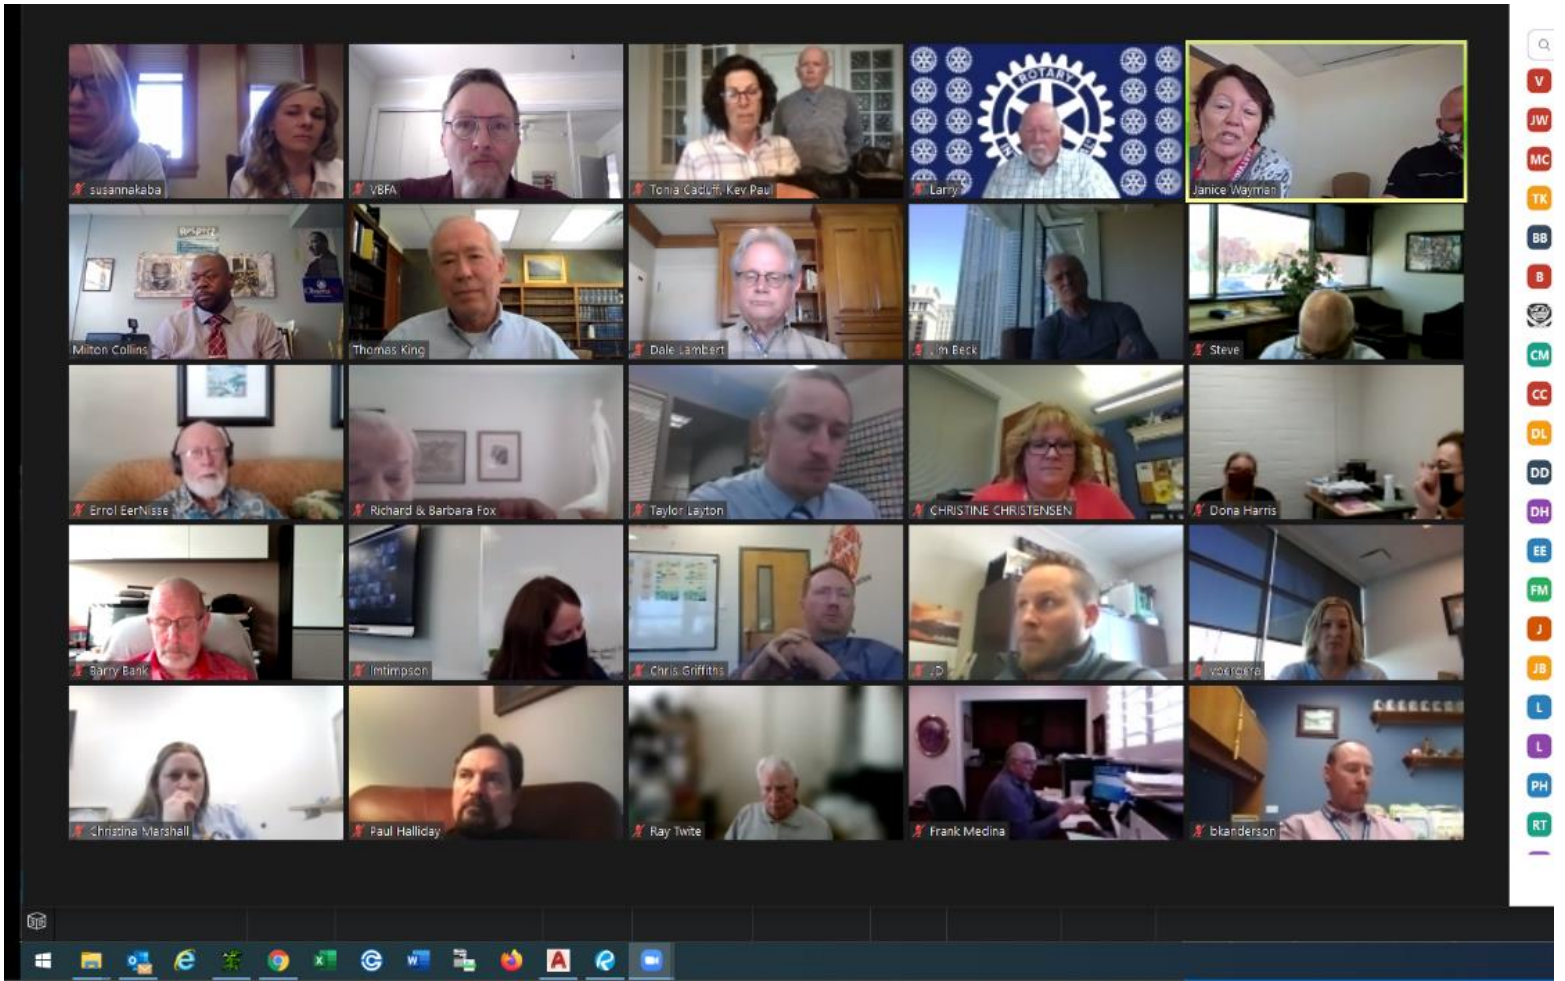 ROTARY
susannakaba
VBFA
Tonia Caduff, Kev Paul
Larry
Janice Wayman
Respect
Obama
Milton Collins
Thomas King
Dale Lambert
Jim Beck
Steve
Errol EerNisse
Richard & Barbara Fox
Taylor Layton
CHRISTINE CHRISTENSEN
Dona Harris
Barry Bank
Chris Griffiths
JD
Christina Marshall
Paul Halliday
Ray Twite
Frank Medina
bkanderson
V
JW
MC
TK
BB
B
CM
CC
DL
DD
DH
EE
FM
J
JB
L
L
PH
RT